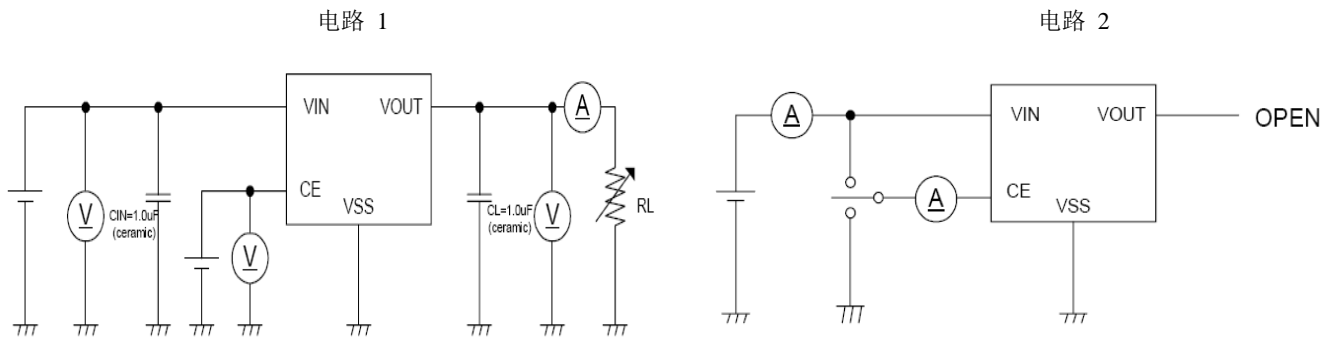 电路 1
VIN
VOUT
A
CE
VSS
V
CIN=1.0uF
(ceramic)
V
CL=1.0uF
(ceramic)
V
RL
电路 2
A
VIN
VOUT
OPEN
A
CE
VSS